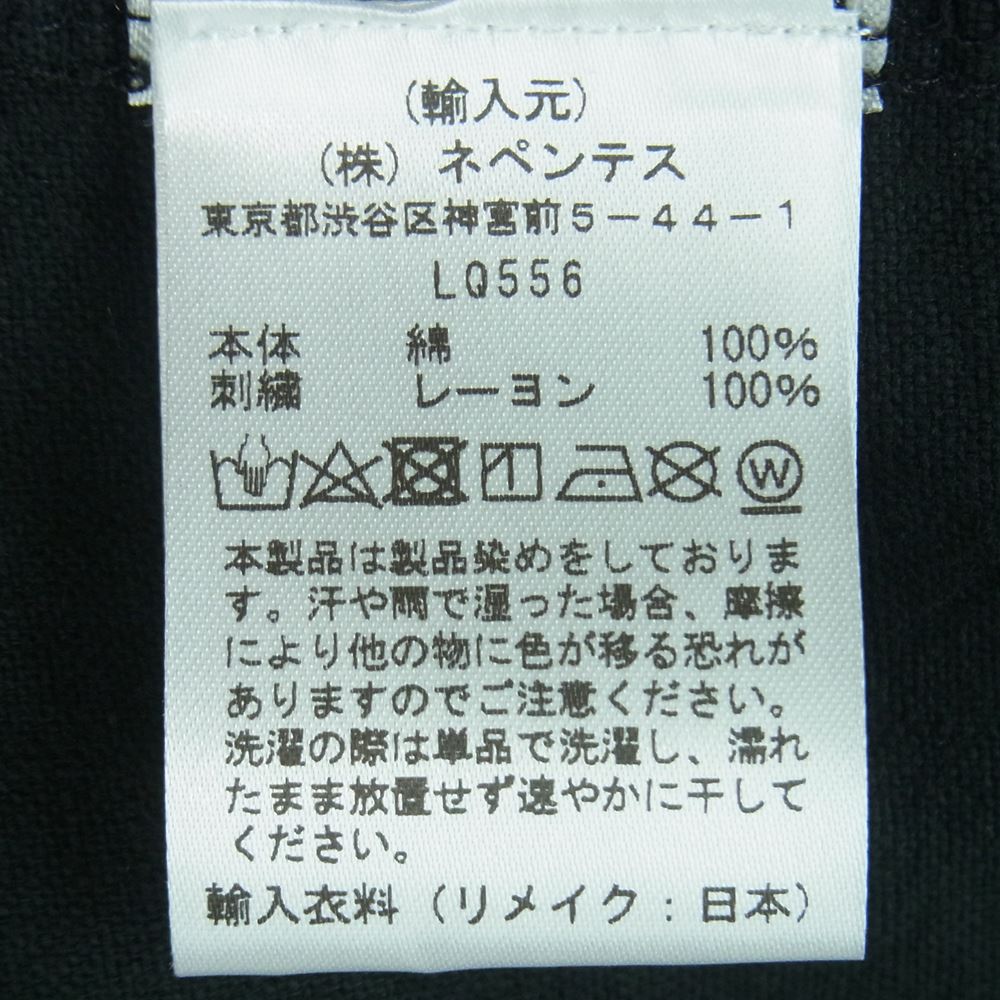 (輸入元)
(株) ネペンテス
東京都渋谷区神宮前5-44-1
LQ556
本体 綿 100%
刺繍 レーヨン 100%
W
本製品は製品染めをしておりま
す。汗や雨で湿った場合、摩擦
により他の物に色が移る恐れが
ありますのでご注意ください。
洗濯の際は単品で洗濯し、濡れ
たまま放置せず速やかに干して
ください。
輸入衣料 (リメイク:日本)